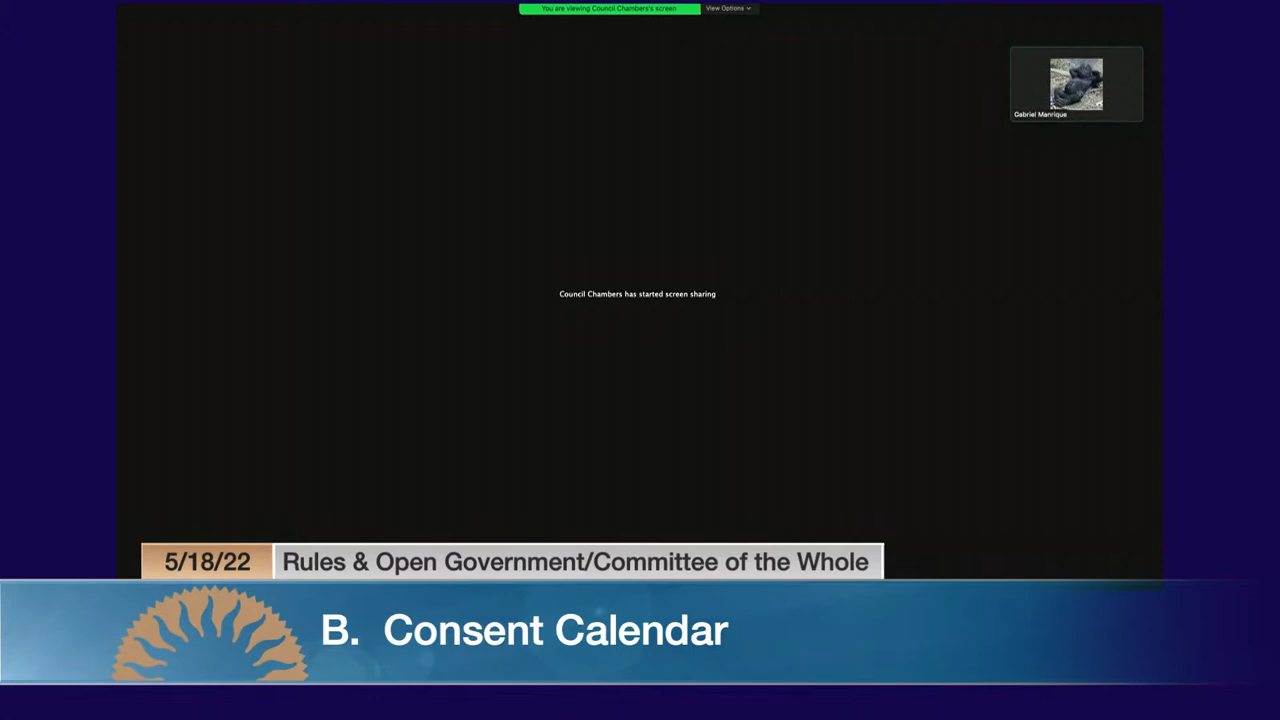 You are viewing Council Chambers's screen
View Options
Gabriel Manrique
Council Chambers has started screen sharing
5/18/22
Rules & Open Government/Committee of the Whole
B. Consent Calendar